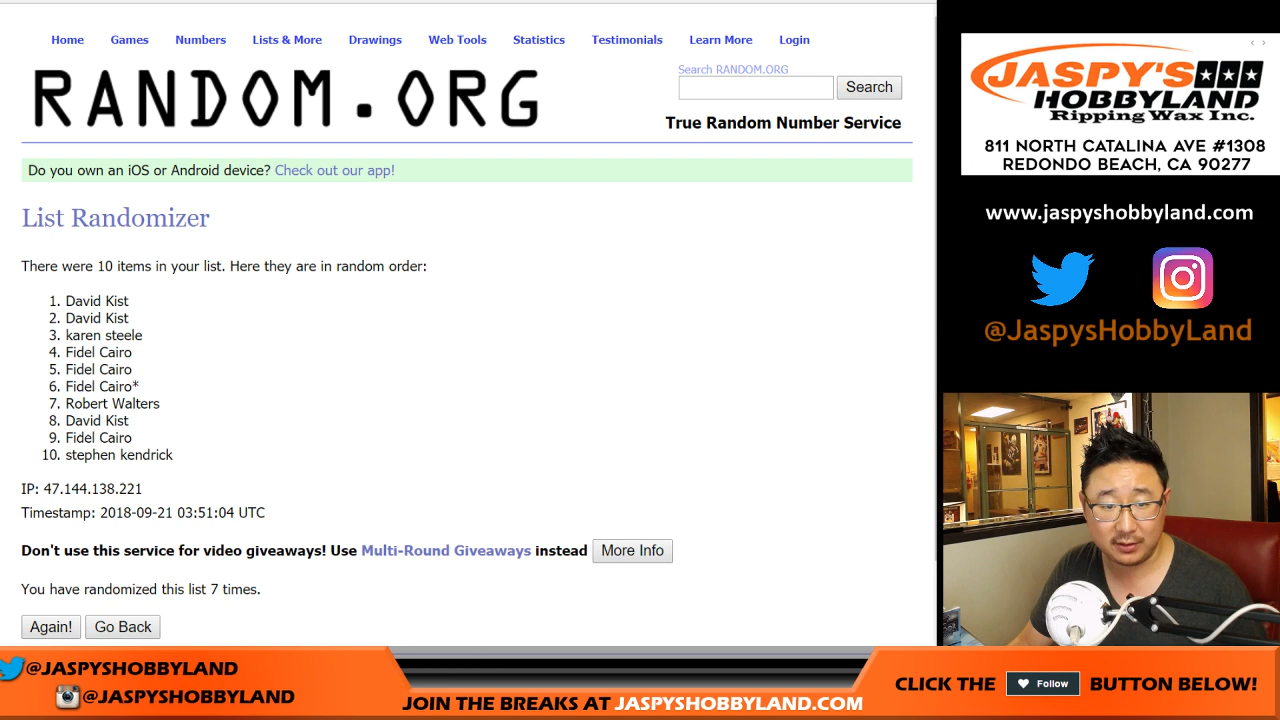 Home Games Numbers Lists & More Drawings Web Tools Statistics Testimonials Learn More Login
RANDOM.ORG
Search RANDOM.ORG
Search
True Random Number Service
Do you own an iOS or Android device? Check out our app!
List Randomizer
There were 10 items in your list. Here they are in random order:
1. David Kist
2. David Kist
3. karen steele
4. Fidel Cairo
5. Fidel Cairo
6. Fidel Cairo*
7. Robert Walters
8. David Kist
9. Fidel Cairo
10. stephen kendrick
IP: 47.144.138.221
Timestamp: 2018-09-21 03:51:04 UTC
Don't use this service for video giveaways! Use Multi-Round Giveaways instead More Info
You have randomized this list 7 times.
Again! Go Back
JASPY'S
HOBBYLAND
Ripping Wax Inc.
811 NORTH CATALINA AVE #1308
REDONDO BEACH, CA 90277
www.jaspyshobbyland.com
@JaspysHobbyLand
@JASPYSHOBBYLAND
@JASPYSHOBBYLAND
JOIN THE BREAKS AT JASPYSHOBBYLAND.COM
CLICK THE Follow BUTTON BELOW!